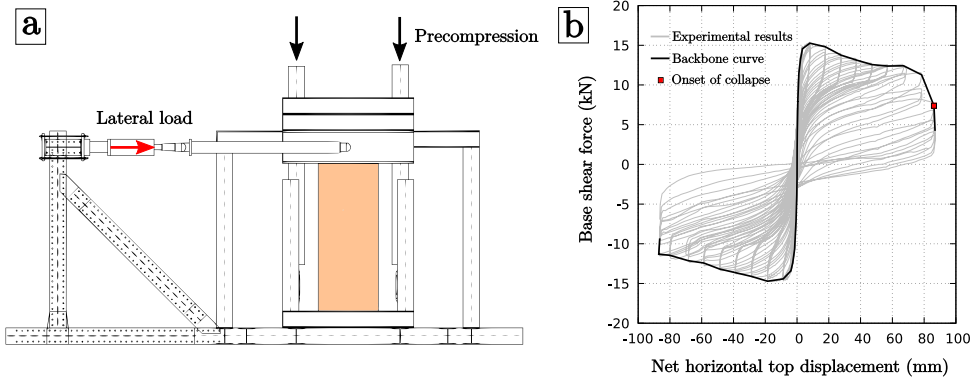 a
Precompression
Lateral load
b
Experimental results
Backbone curve
Onset of collapse
Base shear force (kN)
20
15
10
5
0
-5
-10
-15
-20
-100 -80 -60 -40 -20 0 20 40 60 80 100
Net horizontal top displacement (mm)